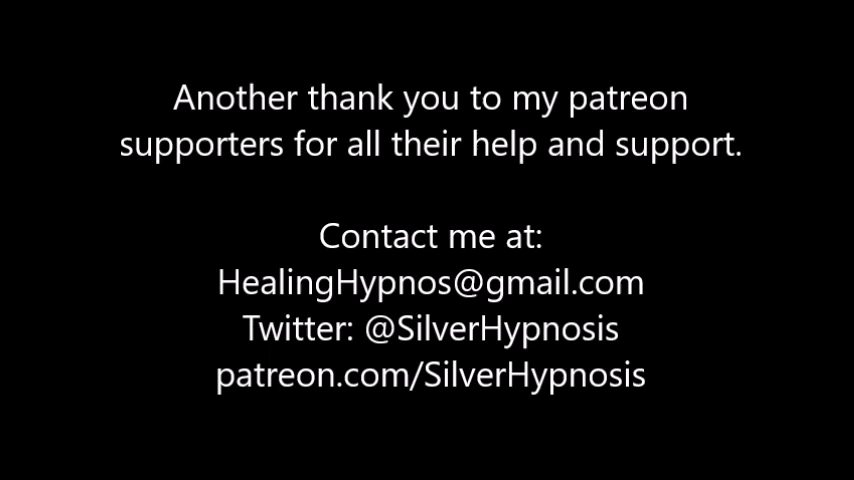 Another thank you to my patreon
supporters for all their help and support.
Contact me at:
HealingHypnos@gmail.com
Twitter: @SilverHypnosis
patreon.com/SilverHypnosis